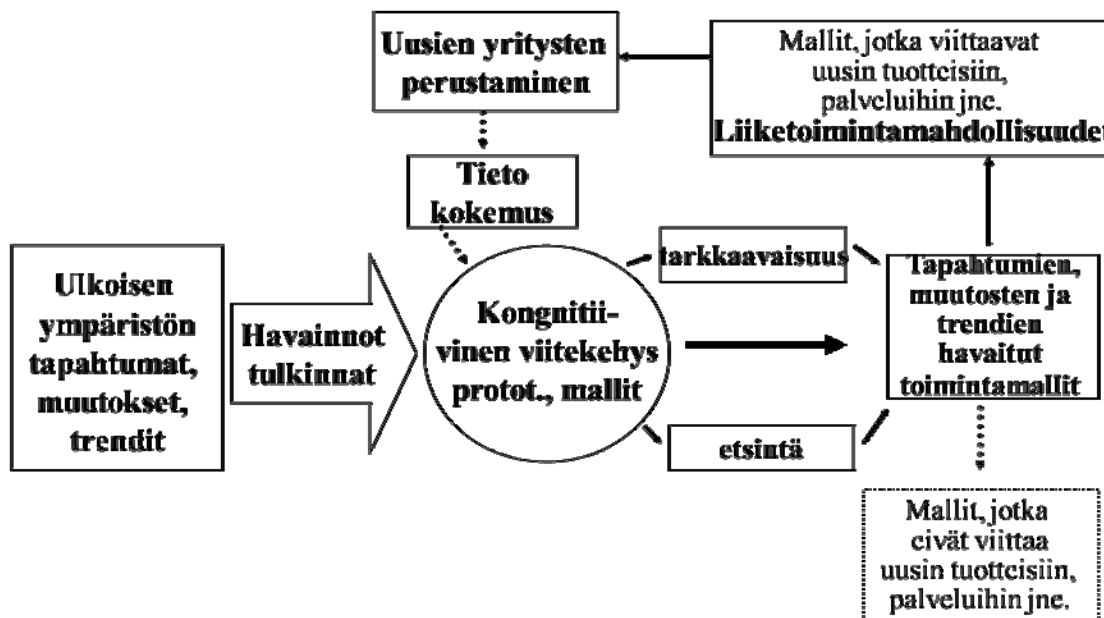 Uusien yritysten
perustaminen
Mallit, jotka viittaavat
uusin tuotteisiin,
palveluihin jne.
Liiketoimintamahdollisuudet
Tieto
kokemus
Ulkoisen
ympäristön
tapahtumat,
muutokset,
trendit
Havainnot
tulkinnat
Kongnitii-
vinen viitekehys
protot., mallit
tarkkaavaisuus
etsintä
Tapahtumien,
muutosten ja
trendien
havaitut
toimintamallit
Mallit, jotka
eivät viittaa
uusin tuotteisiin,
palveluihin jne.